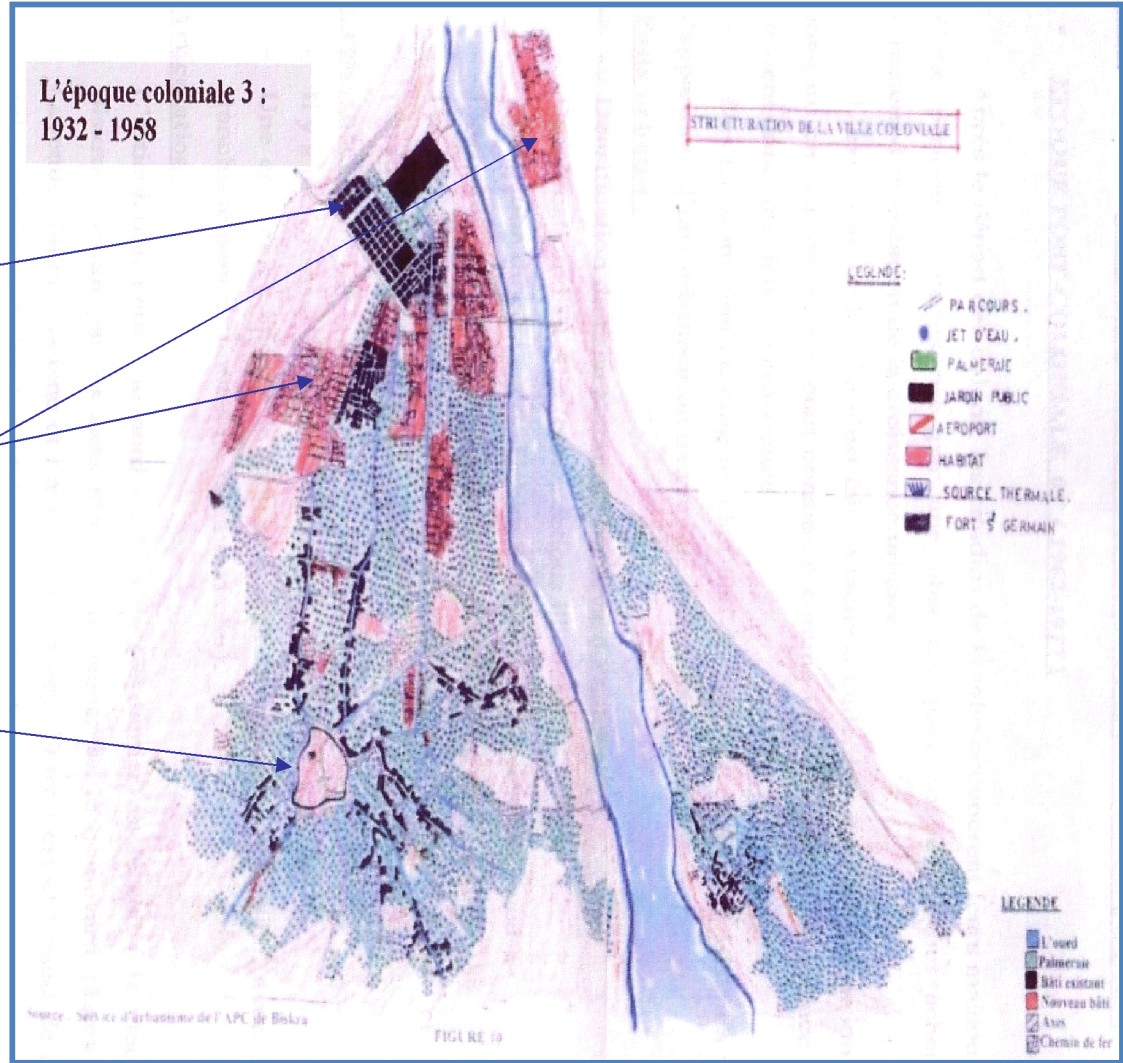 L'époque coloniale 3 :
1932 - 1958
STRUCTURATION DE LA VILLE COLONIALE
LEGENDE:
PARCOURS.
JET D'EAU.
PALMERAIE
JARDIN PUBLIC
AEROPORT
HABITAT
SOURCE THERMALE.
FORT S^t GERMAIN
LEGENDE
L'oued
Palmeraie
Bâti existant
Nouveau bâti
Axes
Chemin de fer
Source : Service d'urbanisme de l'APC de Biskra
FIGURE